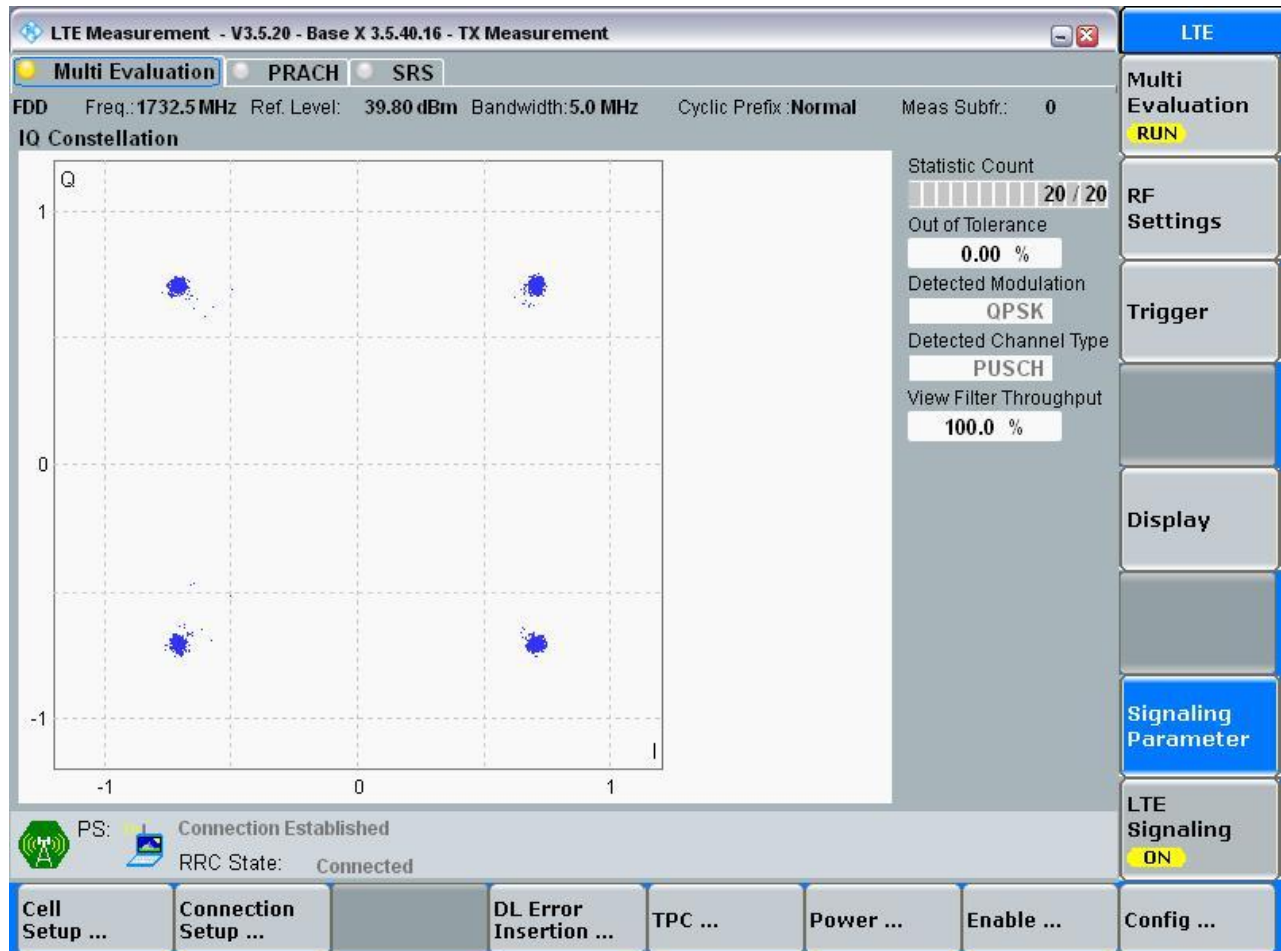 LTE Measurement - V3.5.20 - Base X 3.5.40.16 - TX Measurement
LTE
Multi Evaluation PRACH SRS
Multi Evaluation RUN
FDD Freq.: 1732.5 MHz Ref. Level: 39.80 dBm Bandwidth: 5.0 MHz Cyclic Prefix : Normal Meas Subfr.: 0
IQ Constellation
Q
1
0
-1
-1 0 1
I
Statistic Count
20 / 20
Out of Tolerance
0.00 %
Detected Modulation
QPSK
Detected Channel Type
PUSCH
View Filter Throughput
100.0 %
RF Settings
Trigger
Display
Signaling Parameter
LTE Signaling ON
PS: Connection Established
RRC State: Connected
Cell Setup ...
Connection Setup ...
DL Error Insertion ...
TPC ...
Power ...
Enable ...
Config ...